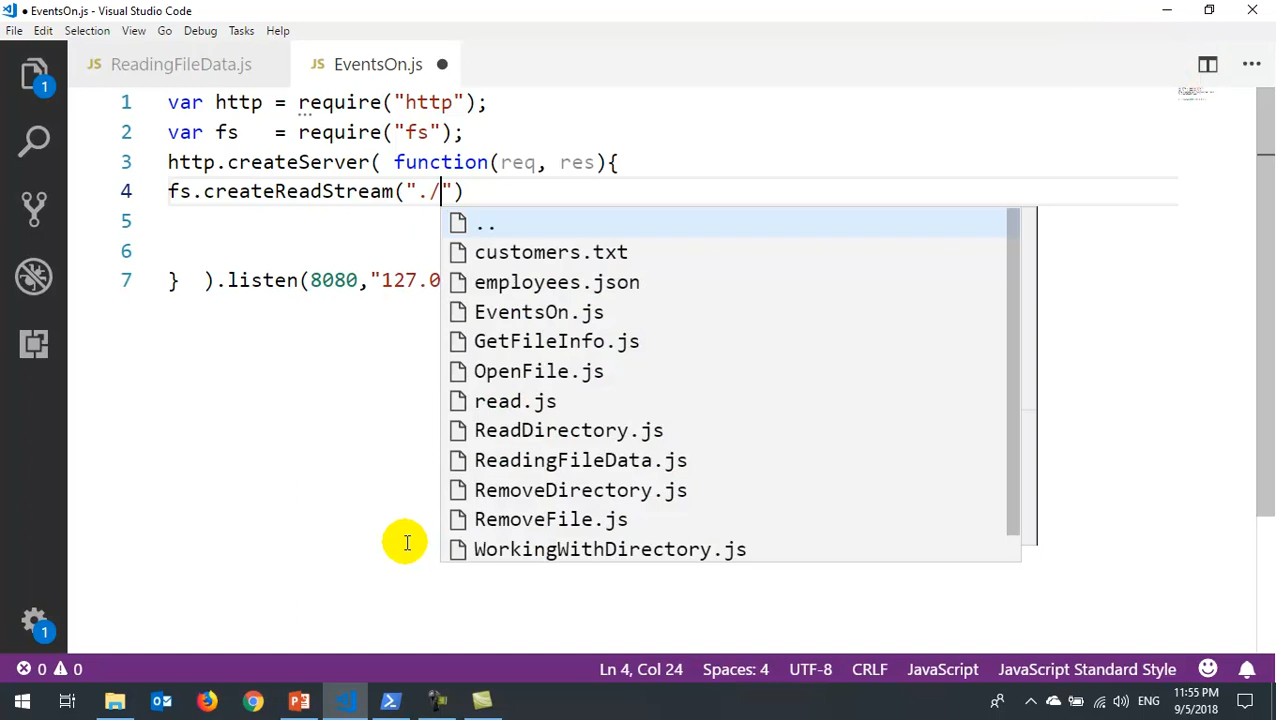 EventsOn.js - Visual Studio Code
File Edit Selection View Go Debug Tasks Help
JS ReadingFileData.js JS EventsOn.js
1 var http = require("http");
2 var fs   = require("fs");
3 http.createServer( function(req, res){
4 fs.createReadStream("./")
5
6
7 }  ).listen(8080,"127.0
..
customers.txt
employees.json
EventsOn.js
GetFileInfo.js
OpenFile.js
read.js
ReadDirectory.js
ReadingFileData.js
RemoveDirectory.js
RemoveFile.js
WorkingWithDirectory.js
1
1
0 0 Ln 4, Col 24 Spaces: 4 UTF-8 CRLF JavaScript JavaScript Standard Style
ENG 11:55 PM
9/5/2018